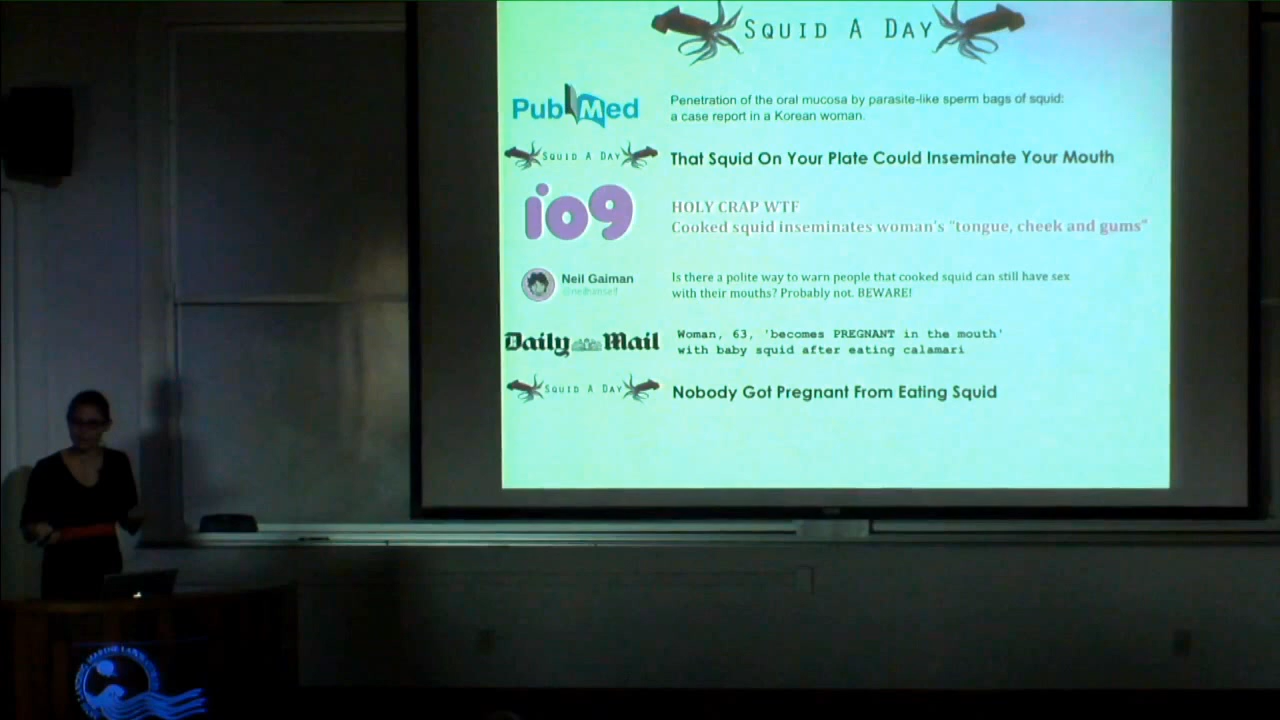 SQUID A DAY
PubMed
Penetration of the oral mucosa by parasite-like sperm bags of squid:
a case report in a Korean woman.
SQUID A DAY
That Squid On Your Plate Could Inseminate Your Mouth
io9
HOLY CRAP WTF
Cooked squid inseminates woman's "tongue, cheek and gums"
Neil Gaiman
@neilhimself
Is there a polite way to warn people that cooked squid can still have sex
with their mouths? Probably not. BEWARE!
Daily Mail
Woman, 63, 'becomes PREGNANT in the mouth'
with baby squid after eating calamari
SQUID A DAY
Nobody Got Pregnant From Eating Squid